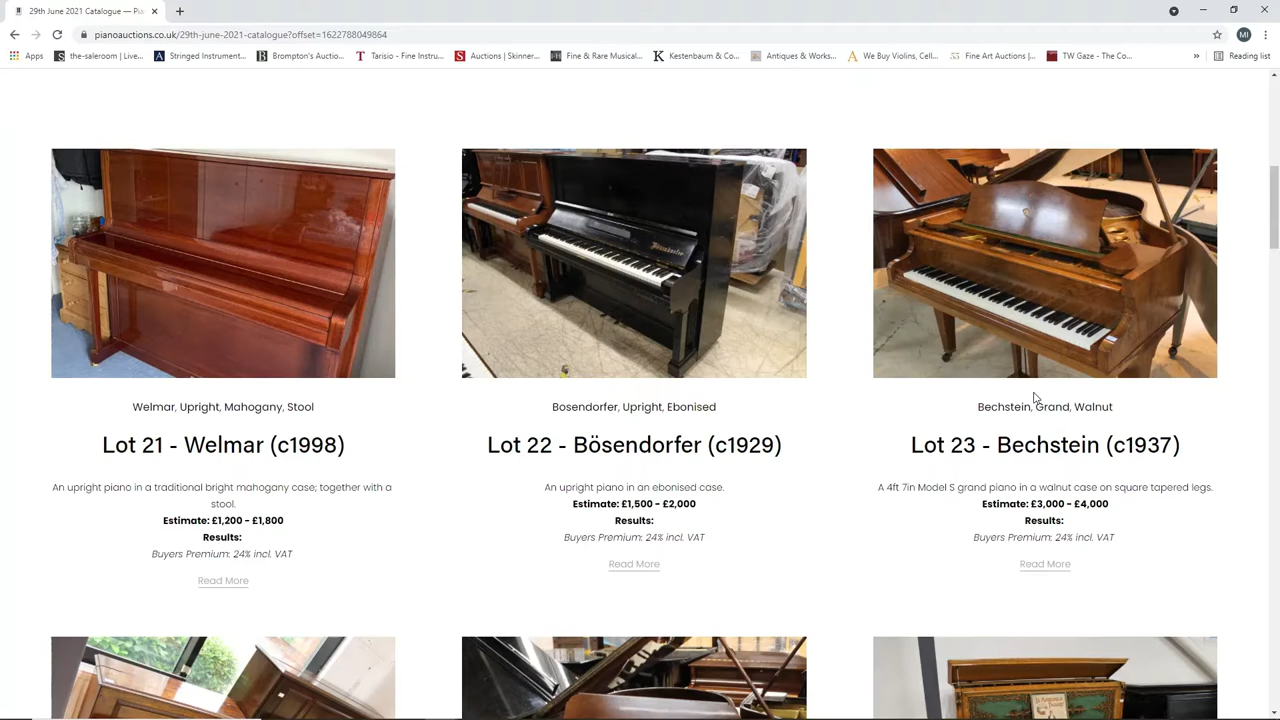 29th June 2021 Catalogue — Pi
pianoauctions.co.uk/29th-june-2021-catalogue?offset=1622788049864
MI
Apps
the-saleroom | Live...
Stringed Instrument...
Brompton's Auctio...
Tarisio - Fine Instru...
Auctions | Skinner...
Fine & Rare Musical...
Kestenbaum & Co...
Antiques & Works...
We Buy Violins, Cell...
Fine Art Auctions |...
TW Gaze - The Co...
»
Reading list
Bösendorfer
Welmar, Upright, Mahogany, Stool
Lot 21 - Welmar (c1998)
An upright piano in a traditional bright mahogany case; together with a
stool.
Estimate: £1,200 - £1,800
Results:
Buyers Premium: 24% incl. VAT
Read More
Bosendorfer, Upright, Ebonised
Lot 22 - Bösendorfer (c1929)
An upright piano in an ebonised case.
Estimate: £1,500 - £2,000
Results:
Buyers Premium: 24% incl. VAT
Read More
Bechstein, Grand, Walnut
Lot 23 - Bechstein (c1937)
A 4ft 7in Model S grand piano in a walnut case on square tapered legs.
Estimate: £3,000 - £4,000
Results:
Buyers Premium: 24% incl. VAT
Read More